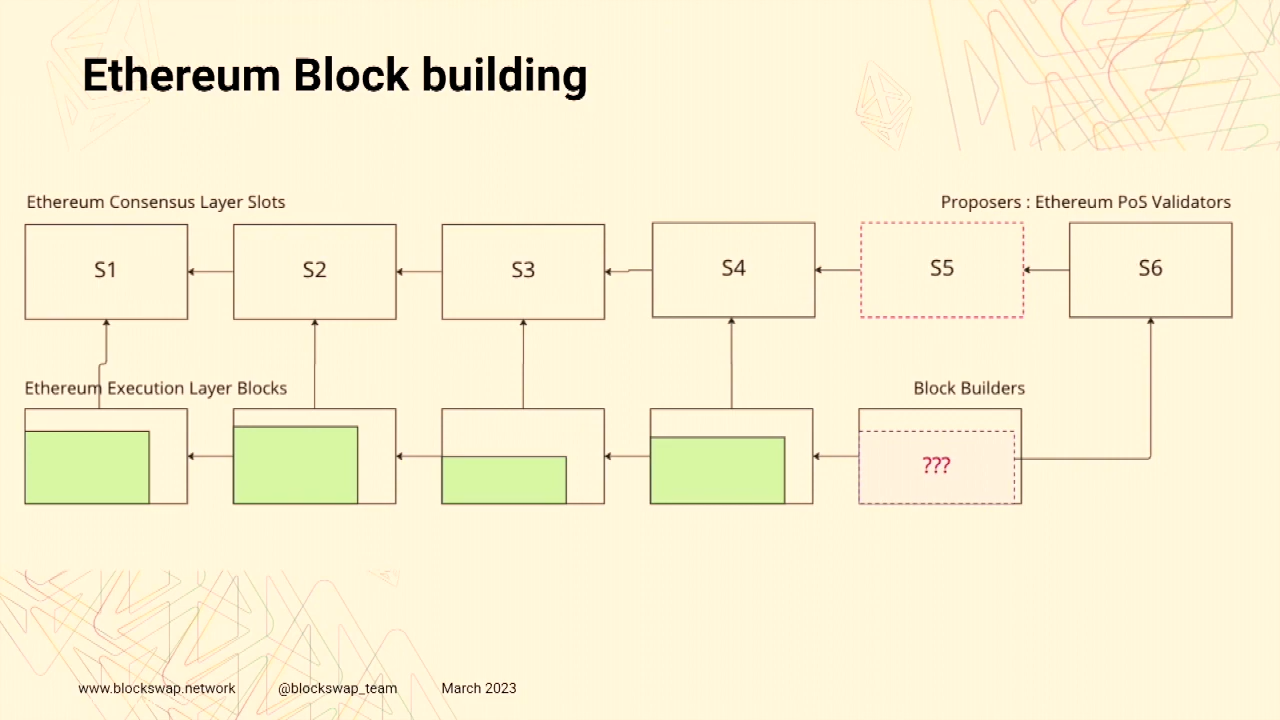 Ethereum Block building
Ethereum Consensus Layer Slots
Proposers : Ethereum PoS Validators
S1
S2
S3
S4
S5
S6
Ethereum Execution Layer Blocks
Block Builders
???
www.blockswap.network
@blockswap_team
March 2023